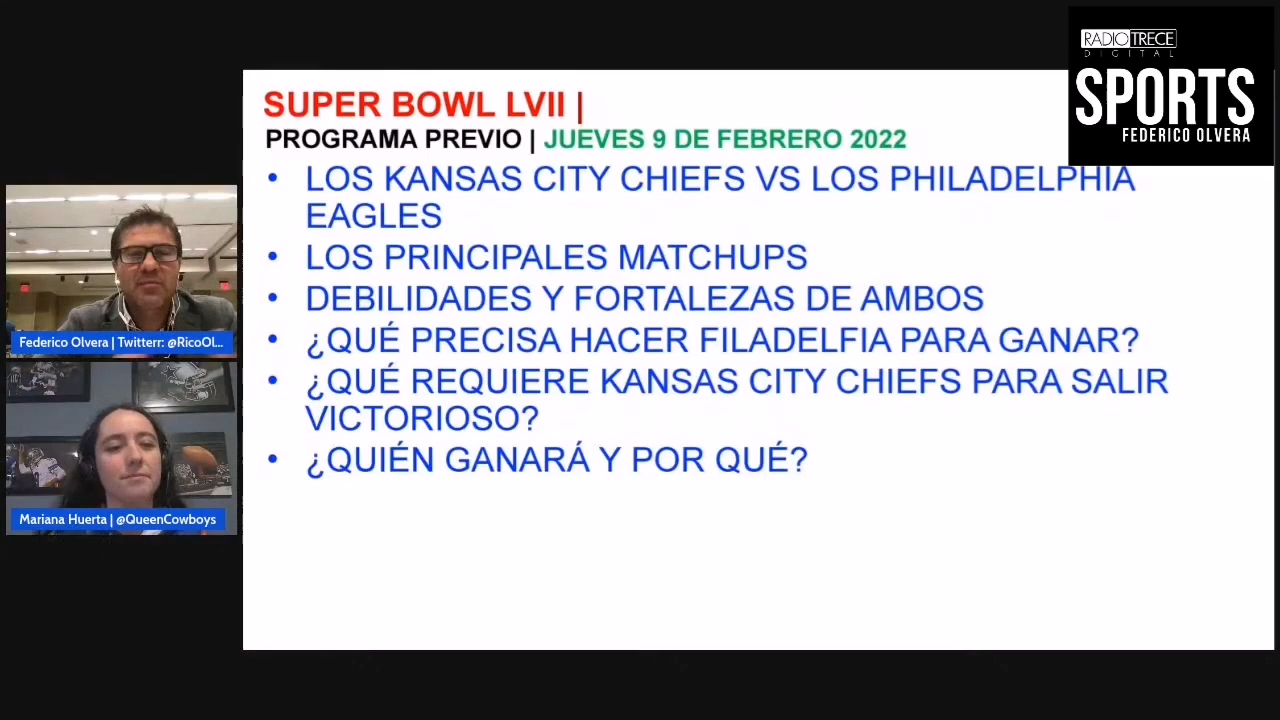 RADIO TRECE
DIGITAL
SPORTS
FEDERICO OLVERA
SUPER BOWL LVII |
PROGRAMA PREVIO | JUEVES 9 DE FEBRERO 2022
• LOS KANSAS CITY CHIEFS VS LOS PHILADELPHIA
EAGLES
• LOS PRINCIPALES MATCHUPS
• DEBILIDADES Y FORTALEZAS DE AMBOS
• ¿QUÉ PRECISA HACER FILADELFIA PARA GANAR?
• ¿QUÉ REQUIERE KANSAS CITY CHIEFS PARA SALIR
VICTORIOSO?
• ¿QUIÉN GANARÁ Y POR QUÉ?
Federico Olvera | Twitterr: @RicoOl...
Mariana Huerta | @QueenCowboys